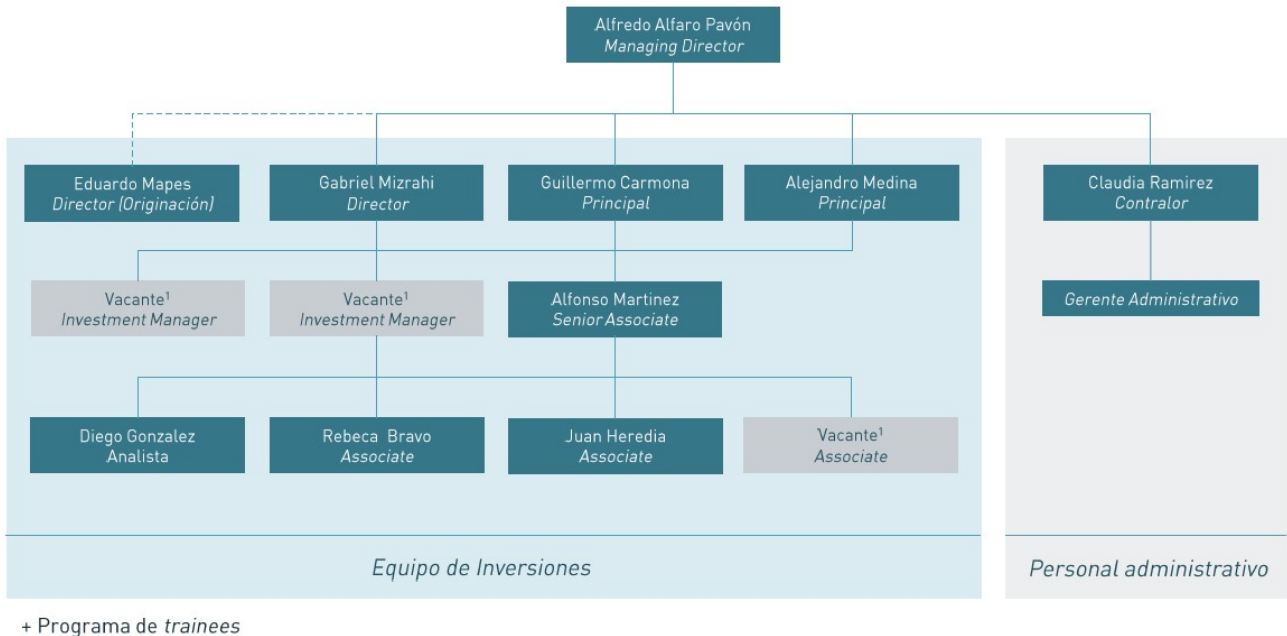 Alfredo Alfaro Pavón
Managing Director
Eduardo Mapes
Director (Originación)
Gabriel Mizrahi
Director
Guillermo Carmona
Principal
Alejandro Medina
Principal
Claudia Ramirez
Contralor
Vacante¹
Investment Manager
Vacante¹
Investment Manager
Alfonso Martinez
Senior Associate
Gerente Administrativo
Diego Gonzalez
Analista
Rebeca Bravo
Associate
Juan Heredia
Associate
Vacante¹
Associate
Equipo de Inversiones
Personal administrativo
+ Programa de trainees